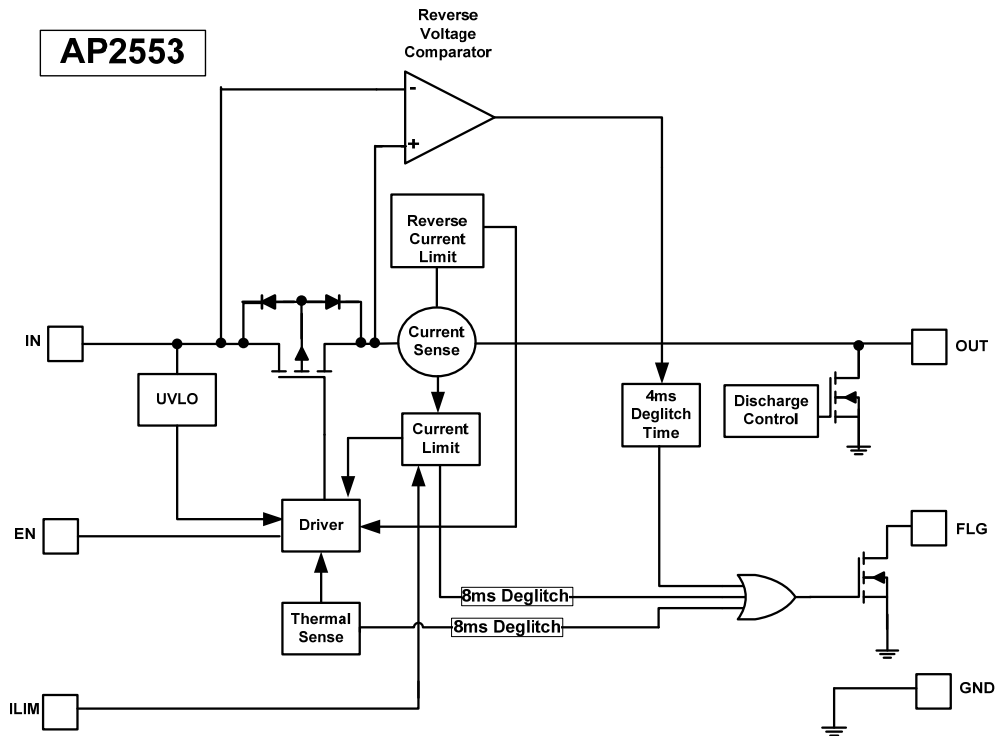 AP2553
Reverse
Voltage
Comparator
-
+
Reverse
Current
Limit
IN
Current
Sense
OUT
UVLO
4ms
Deglitch
Time
Discharge
Control
Current
Limit
EN
Driver
FLG
8ms Deglitch
Thermal
Sense
8ms Deglitch
GND
ILIM